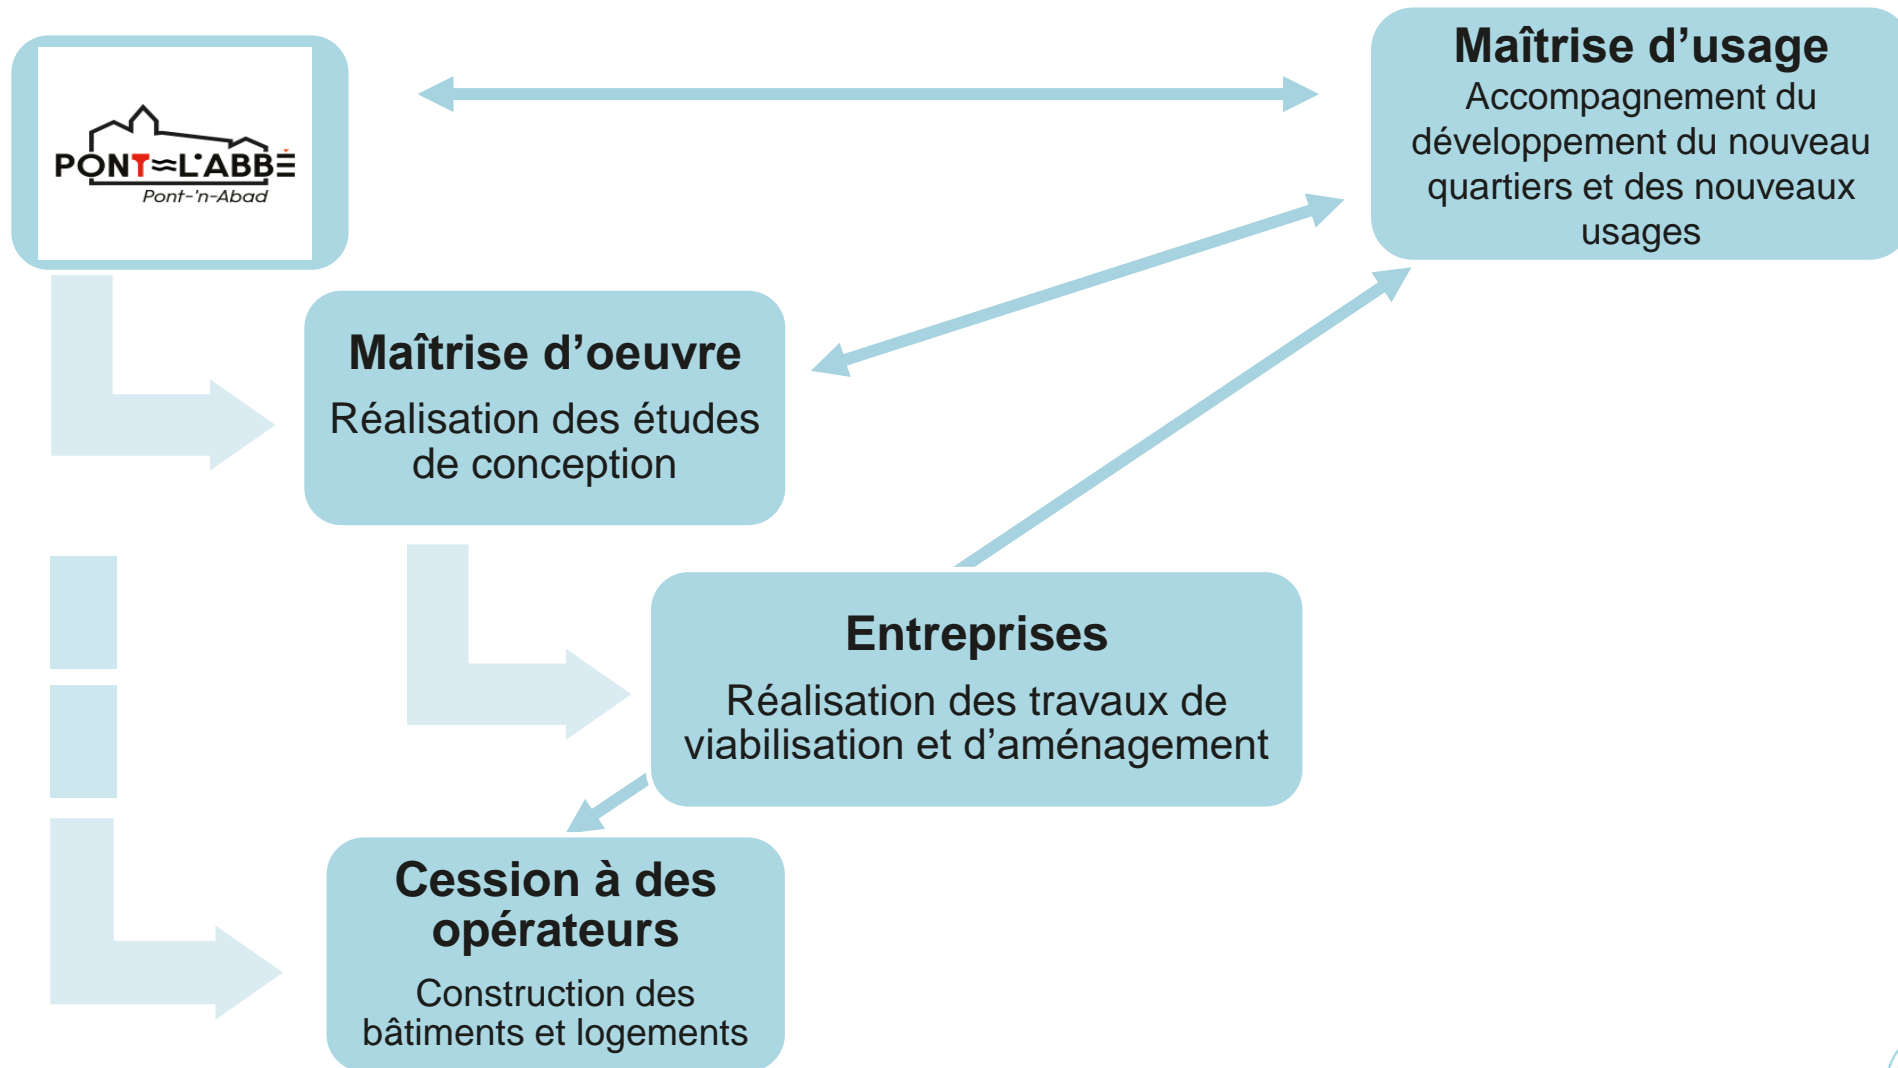 PONT≈L'ABBÉ
Pont-'n-Abad
Maîtrise d'usage
Accompagnement du
développement du nouveau
quartiers et des nouveaux
usages
Maîtrise d'oeuvre
Réalisation des études
de conception
Entreprises
Réalisation des travaux de
viabilisation et d'aménagement
Cession à des
opérateurs
Construction des
bâtiments et logements